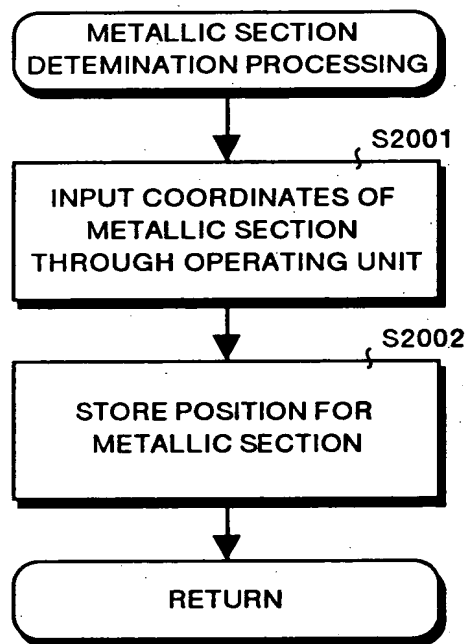 METALLIC SECTION
DETEMINATION PROCESSING
S2001
INPUT COORDINATES OF
METALLIC SECTION
THROUGH OPERATING UNIT
S2002
STORE POSITION FOR
METALLIC SECTION
RETURN